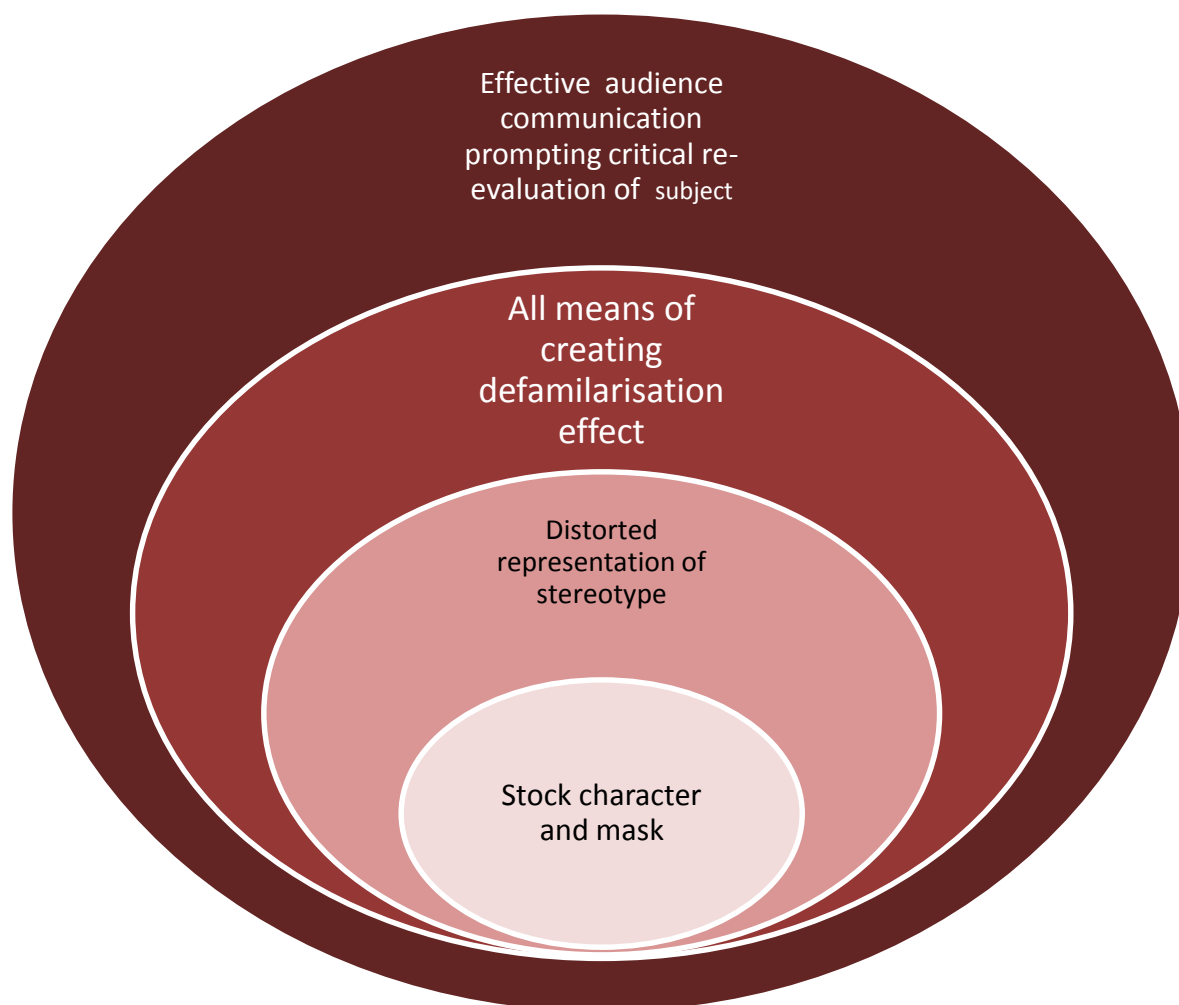 Effective audience
communication
prompting critical re-
evaluation of subject
All means of
creating
defamilarisation
effect
Distorted
representation of
stereotype
Stock character
and mask